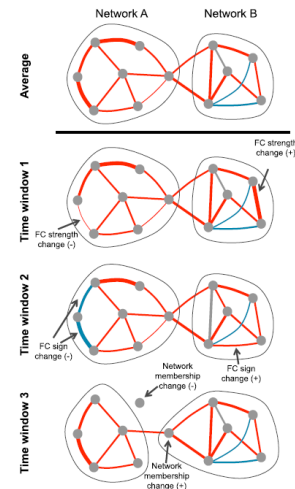 Network A
Network B
Average
FC strength
change (+)
Time window 1
FC strength
change (-)
Time window 2
FC sign
change (-)
FC sign
change (+)
Network
membership
change (-)
Time window 3
Network
membership
change (+)